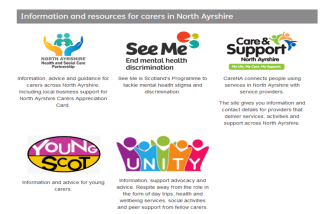 Information and resources for carers in North Ayrshire
NORTH AYRSHIRE
Health and Social Care
Partnership
Information, advice and guidance for
carers across North Ayrshire;
including local business support for
North Ayrshire Carers Appreciation
Card.
See Me
End mental health
discrimination
See Me is Scotland's Programme to
tackle mental health stigma and
discrimination
Care &
Support
North Ayrshire
My Life, My Care, My Support.
CareNA connects people using
services in North Ayrshire with
service providers.
The site gives you information and
contact details for providers that
deliver services, activities and
support across North Ayrshire.
YOUNG
SCOT
Information and advice for young
carers.
UNITY
Information, support advocacy and
advice. Respite away from the role in
the form of day trips, health and
wellbeing services, social activities
and peer support from fellow carers.